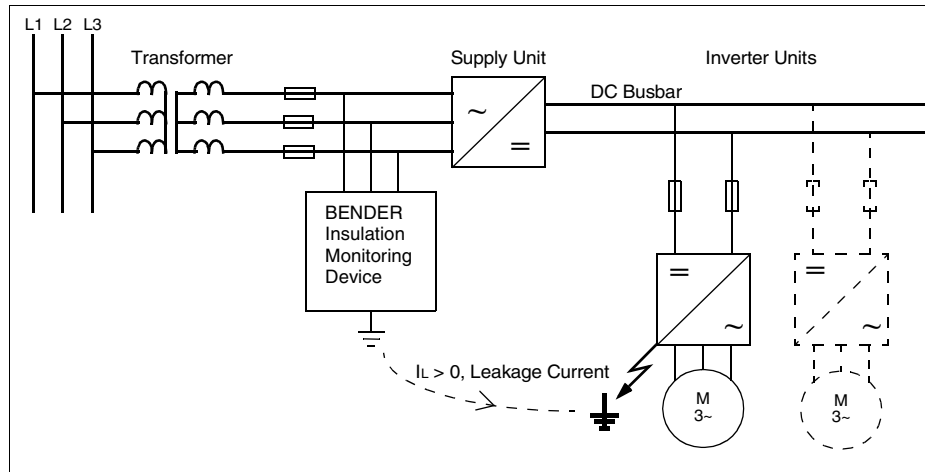 L1 L2 L3
Transformer
Supply Unit
Inverter Units
DC Busbar
~
=
BENDER
Insulation
Monitoring
Device
=
~
=
~
IL > 0, Leakage Current
M
3~
M
3~